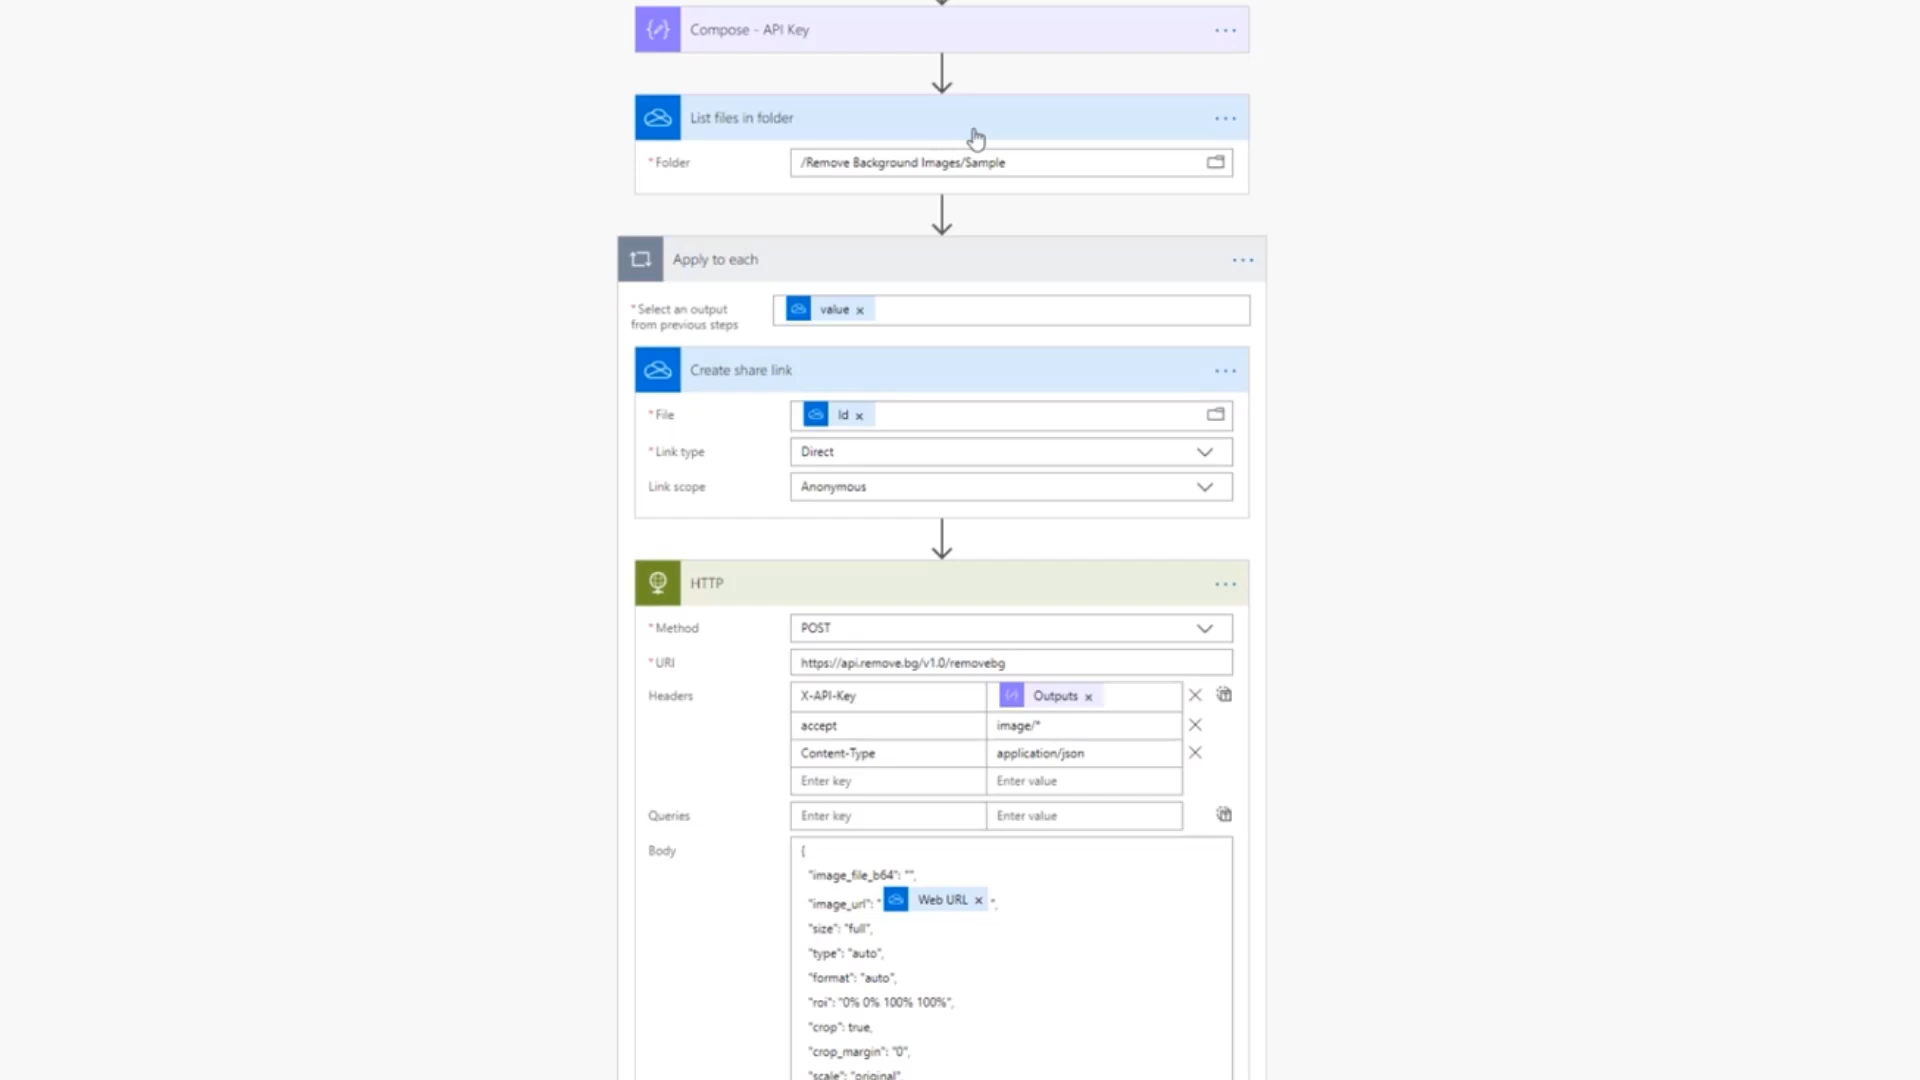 Compose - API Key
List files in folder
* Folder
/Remove Background Images/Sample
Apply to each
* Select an output
from previous steps
value ×
Create share link
* File
Id ×
* Link type
Direct
Link scope
Anonymous
HTTP
* Method
POST
* URI
https://api.remove.bg/v1.0/removebg
Headers
X-API-Key
Outputs ×
accept
image/*
Content-Type
application/json
Enter key
Enter value
Queries
Enter key
Enter value
Body
{
"image_file_b64": "",
"image_url": " Web URL × ",
"size": "full",
"type": "auto",
"format": "auto",
"roi": "0% 0% 100% 100%",
"crop": true,
"crop_margin": "0",
"scale": "original",